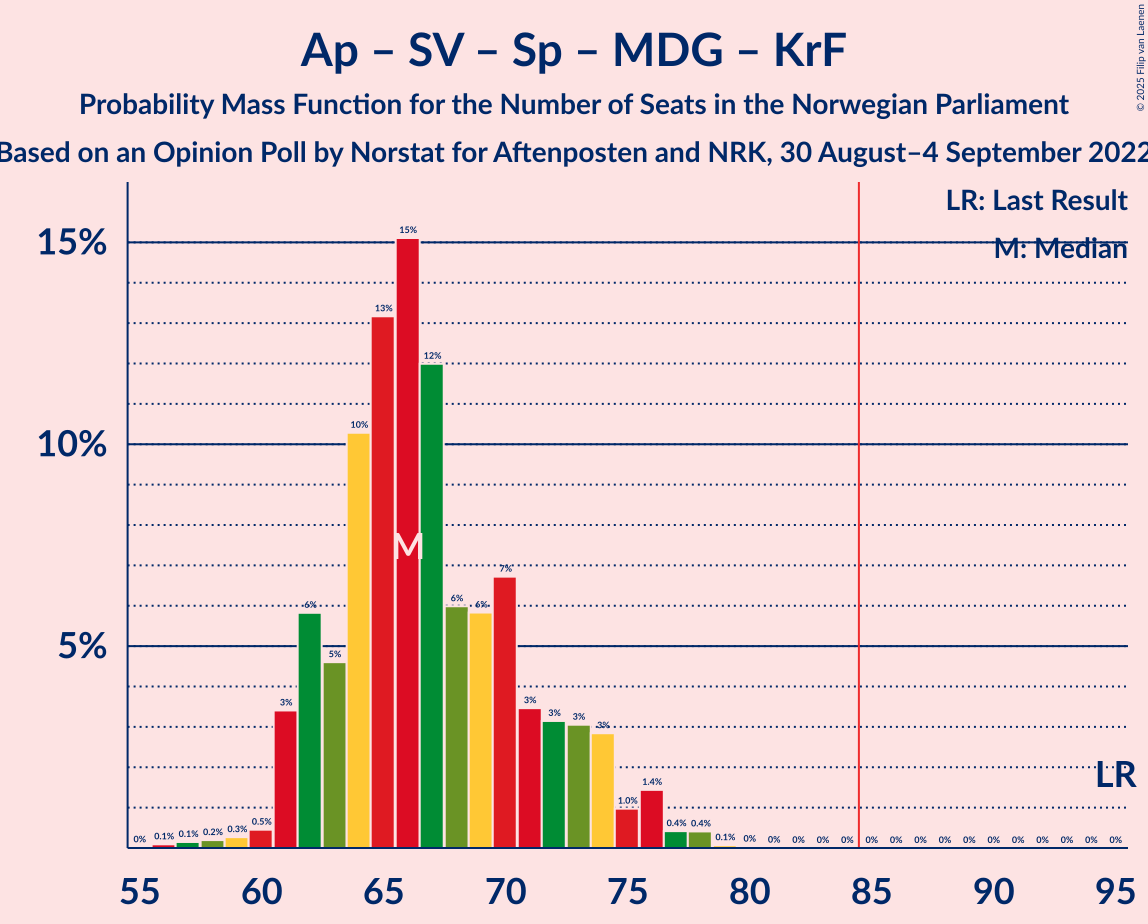 Ap – SV – Sp – MDG – KrF
Probability Mass Function for the Number of Seats in the Norwegian Parliament
Based on an Opinion Poll by Norstat for Aftenposten and NRK, 30 August–4 September 2022
© 2025 Filip van Laenen
LR: Last Result
M: Median
15%
10%
5%
0% 0.1% 0.1% 0.2% 0.3% 0.5% 3% 6% 5% 10% 13% 15% 12% 6% 6% 7% 3% 3% 3% 3% 1.0% 1.4% 0.4% 0.4% 0.1% 0% 0% 0% 0% 0% 0% 0% 0% 0% 0% 0% 0% 0% 0% 0% 0%
M
LR
55 60 65 70 75 80 85 90 95